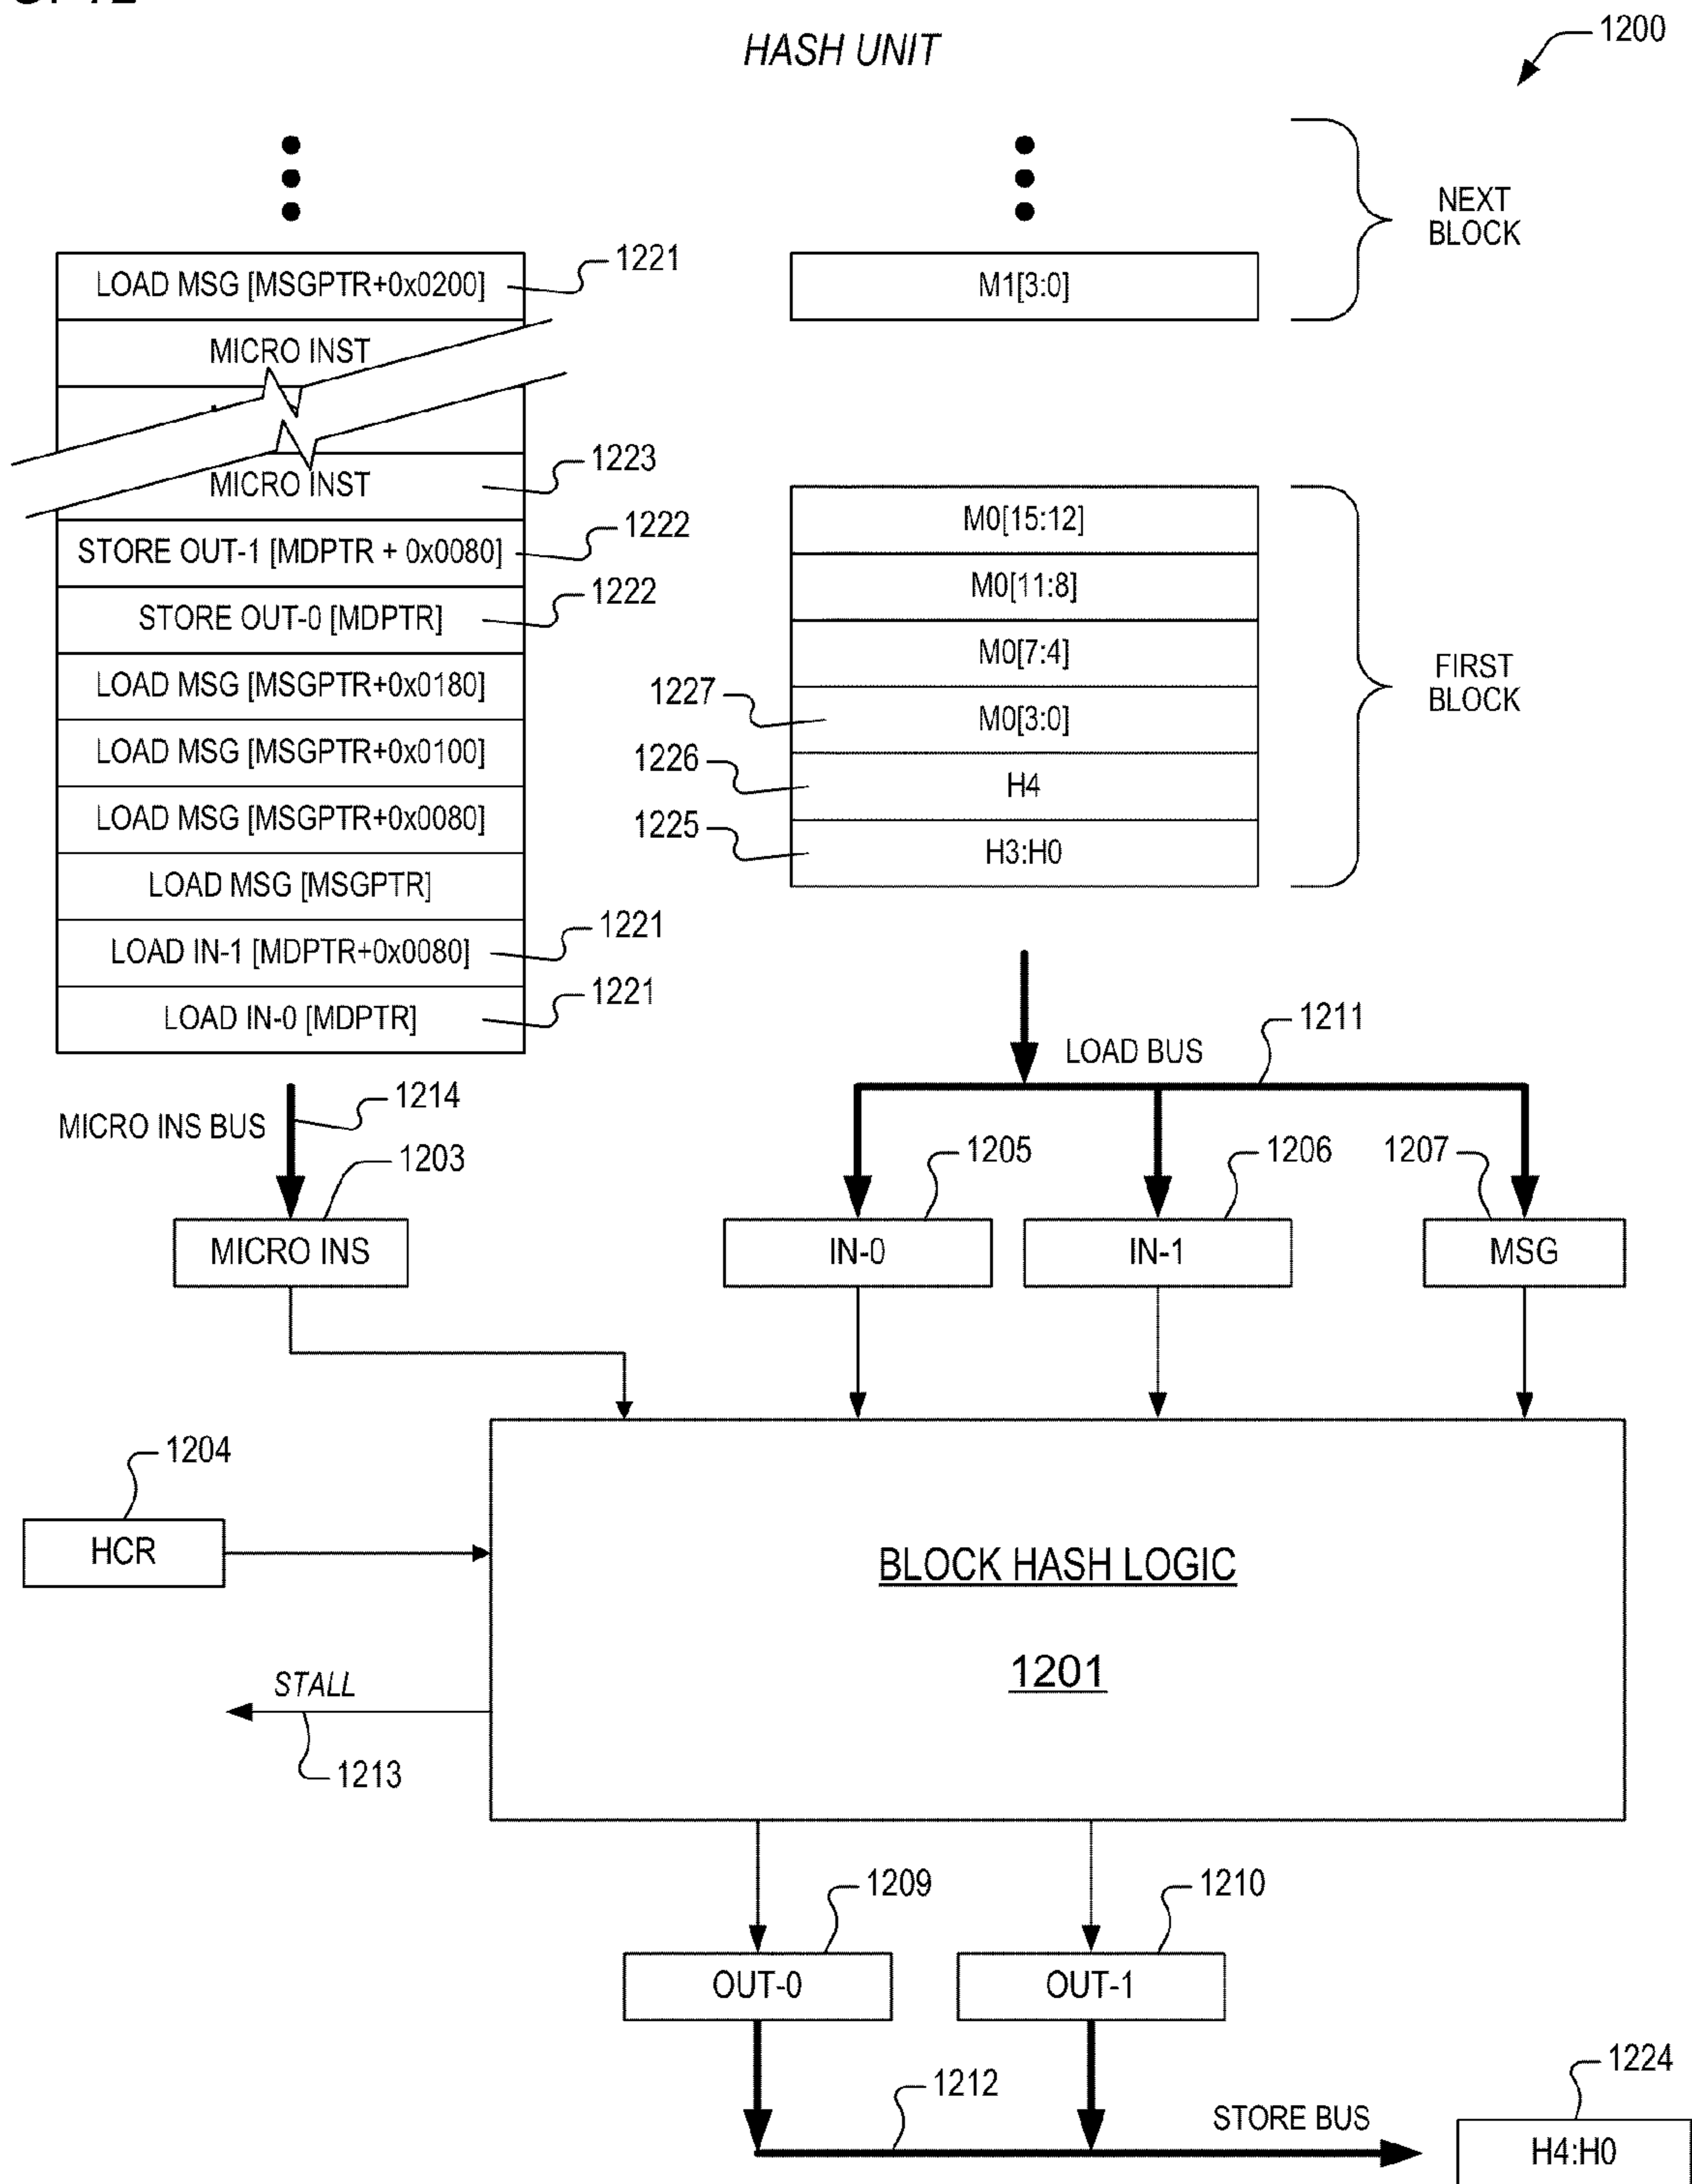 HASH UNIT
1200
NEXT
BLOCK
LOAD MSG [MSGPTR+0x0200]
1221
M1[3:0]
MICRO INST
MICRO INST
1223
STORE OUT-1 [MDPTR + 0x0080]
1222
STORE OUT-0 [MDPTR]
1222
LOAD MSG [MSGPTR+0x0180]
LOAD MSG [MSGPTR+0x0100]
LOAD MSG [MSGPTR+0x0080]
LOAD MSG [MSGPTR]
LOAD IN-1 [MDPTR+0x0080]
1221
LOAD IN-0 [MDPTR]
1221
M0[15:12]
M0[11:8]
M0[7:4]
1227
M0[3:0]
1226
H4
1225
H3:H0
FIRST
BLOCK
LOAD BUS
1211
MICRO INS BUS
1214
1203
MICRO INS
1205
IN-0
1206
IN-1
1207
MSG
1204
HCR
BLOCK HASH LOGIC
1201
STALL
1213
1209
OUT-0
1210
OUT-1
1212
STORE BUS
1224
H4:H0